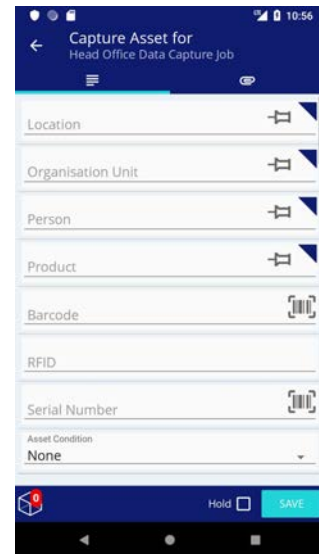 10:56
Capture Asset for
Head Office Data Capture Job
Location
Organisation Unit
Person
Product
Barcode
RFID
Serial Number
Asset Condition
None
0
Hold
SAVE